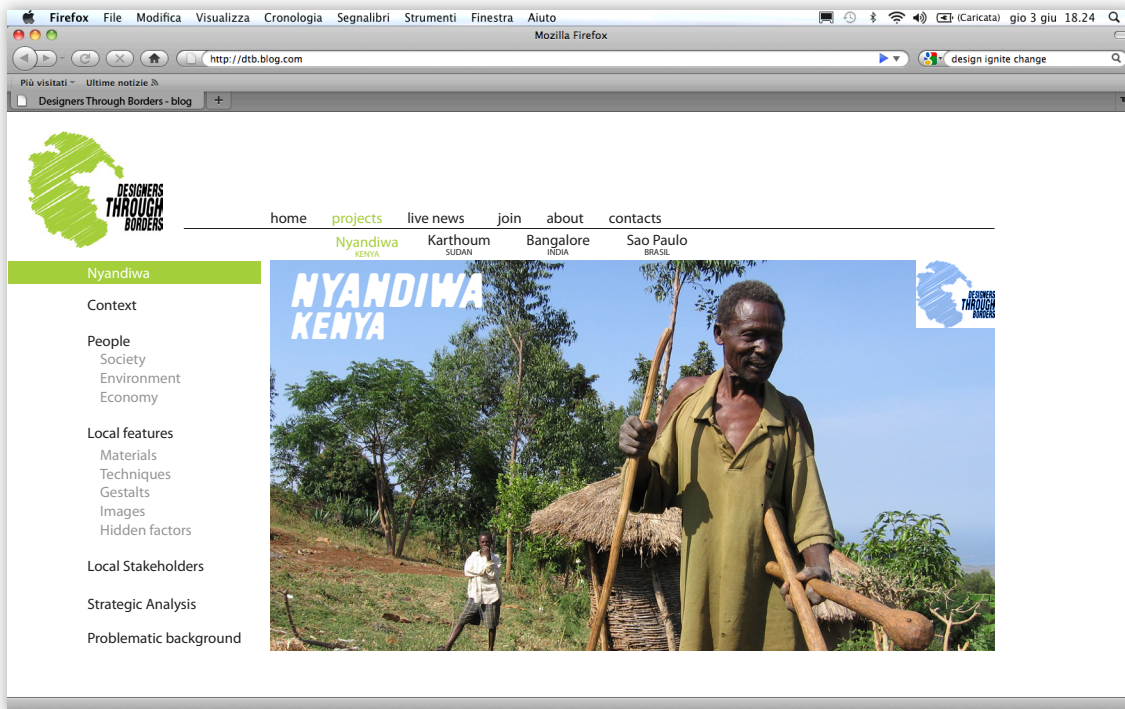 Firefox File Modifica Visualizza Cronologia Segnalibri Strumenti Finestra Aiuto (Caricata) gio 3 giu 18.24
Mozilla Firefox
http://dtb.blog.com design ignite change
Più visitati Ultime notizie
Designers Through Borders - blog +
DESIGNERS
THROUGH
BORDERS
home projects live news join about contacts
Nyandiwa Karthoum Bangalore Sao Paulo
KENYA SUDAN INDIA BRASIL
Nyandiwa
Context
People
Society
Environment
Economy
Local features
Materials
Techniques
Gestalts
Images
Hidden factors
Local Stakeholders
Strategic Analysis
Problematic background
NYANDIWA
KENYA
DESIGNERS
THROUGH
BORDERS